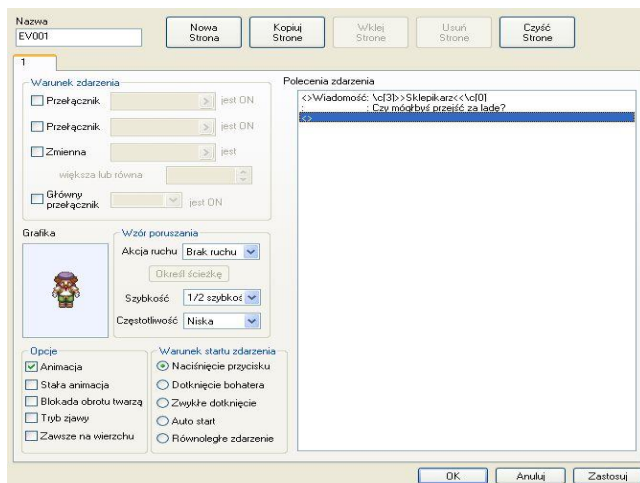 Nazwa
EV001
Nowa
Strona
Kopiuj
Strone
Wklej
Strone
Usuń
Strone
Czyść
Strone
1
Warunek zdarzenia
Przełącznik
jest ON
Przełącznik
jest ON
Zmienna
jest
większa lub równa
Główny
przełącznik
jest ON
Grafika
Wzór poruszania
Akcja ruchu
Brak ruchu
Określ ścieżkę
Szybkość
1/2 szybkoś
Częstotliwość
Niska
Opcje
Animacja
Stała animacja
Blokada obrotu twarzą
Tryb zjawy
Zawsze na wierzchu
Warunek startu zdarzenia
Naciśnięcie przycisku
Dotknięcie bohatera
Zwykłe dotknięcie
Auto start
Równoległe zdarzenie
Polecenia zdarzenia
<>Wiadomość: \c[3]>>Sklepikarz<<\c[0]
: : Czy mógłbyś przejść za ladę?
<>
OK
Anuluj
Zastosuj